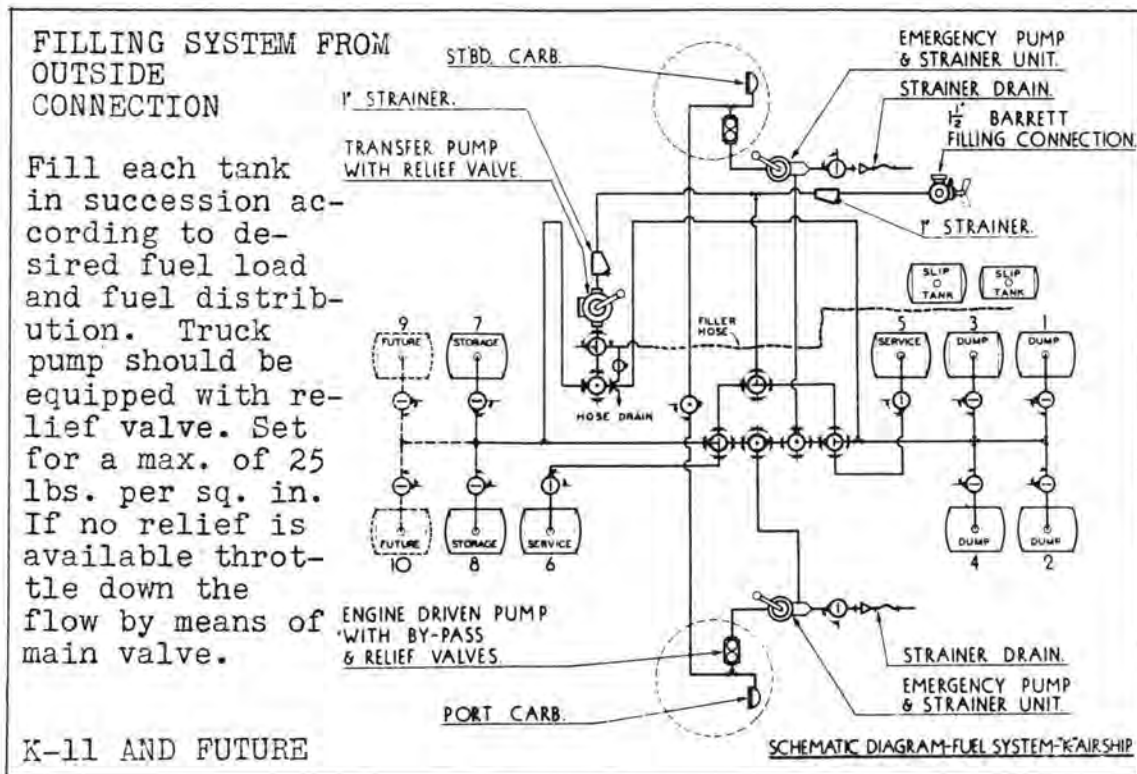 FILLING SYSTEM FROM
OUTSIDE
CONNECTION
Fill each tank
in succession ac-
cording to de-
sired fuel load
and fuel distrib-
ution. Truck
pump should be
equipped with re-
lief valve. Set
for a max. of 25
lbs. per sq. in.
If no relief is
available throt-
tle down the
flow by means of
main valve.
K-11 AND FUTURE
STBD. CARB.
1" STRAINER.
TRANSFER PUMP
WITH RELIEF VALVE.
EMERGENCY PUMP
& STRAINER UNIT.
STRAINER DRAIN.
1½" BARRETT
FILLING CONNECTION.
1" STRAINER.
SLIP
TANK
SLIP
TANK
FILLER
HOSE
HOSE DRAIN
9
FUTURE
7
STORAGE
5
SERVICE
3
DUMP
1
DUMP
FUTURE
10
STORAGE
8
SERVICE
6
DUMP
4
DUMP
2
ENGINE DRIVEN PUMP
WITH BY-PASS
& RELIEF VALVES.
PORT CARB.
STRAINER DRAIN.
EMERGENCY PUMP
& STRAINER UNIT.
SCHEMATIC DIAGRAM-FUEL SYSTEM-"K"AIRSHIP